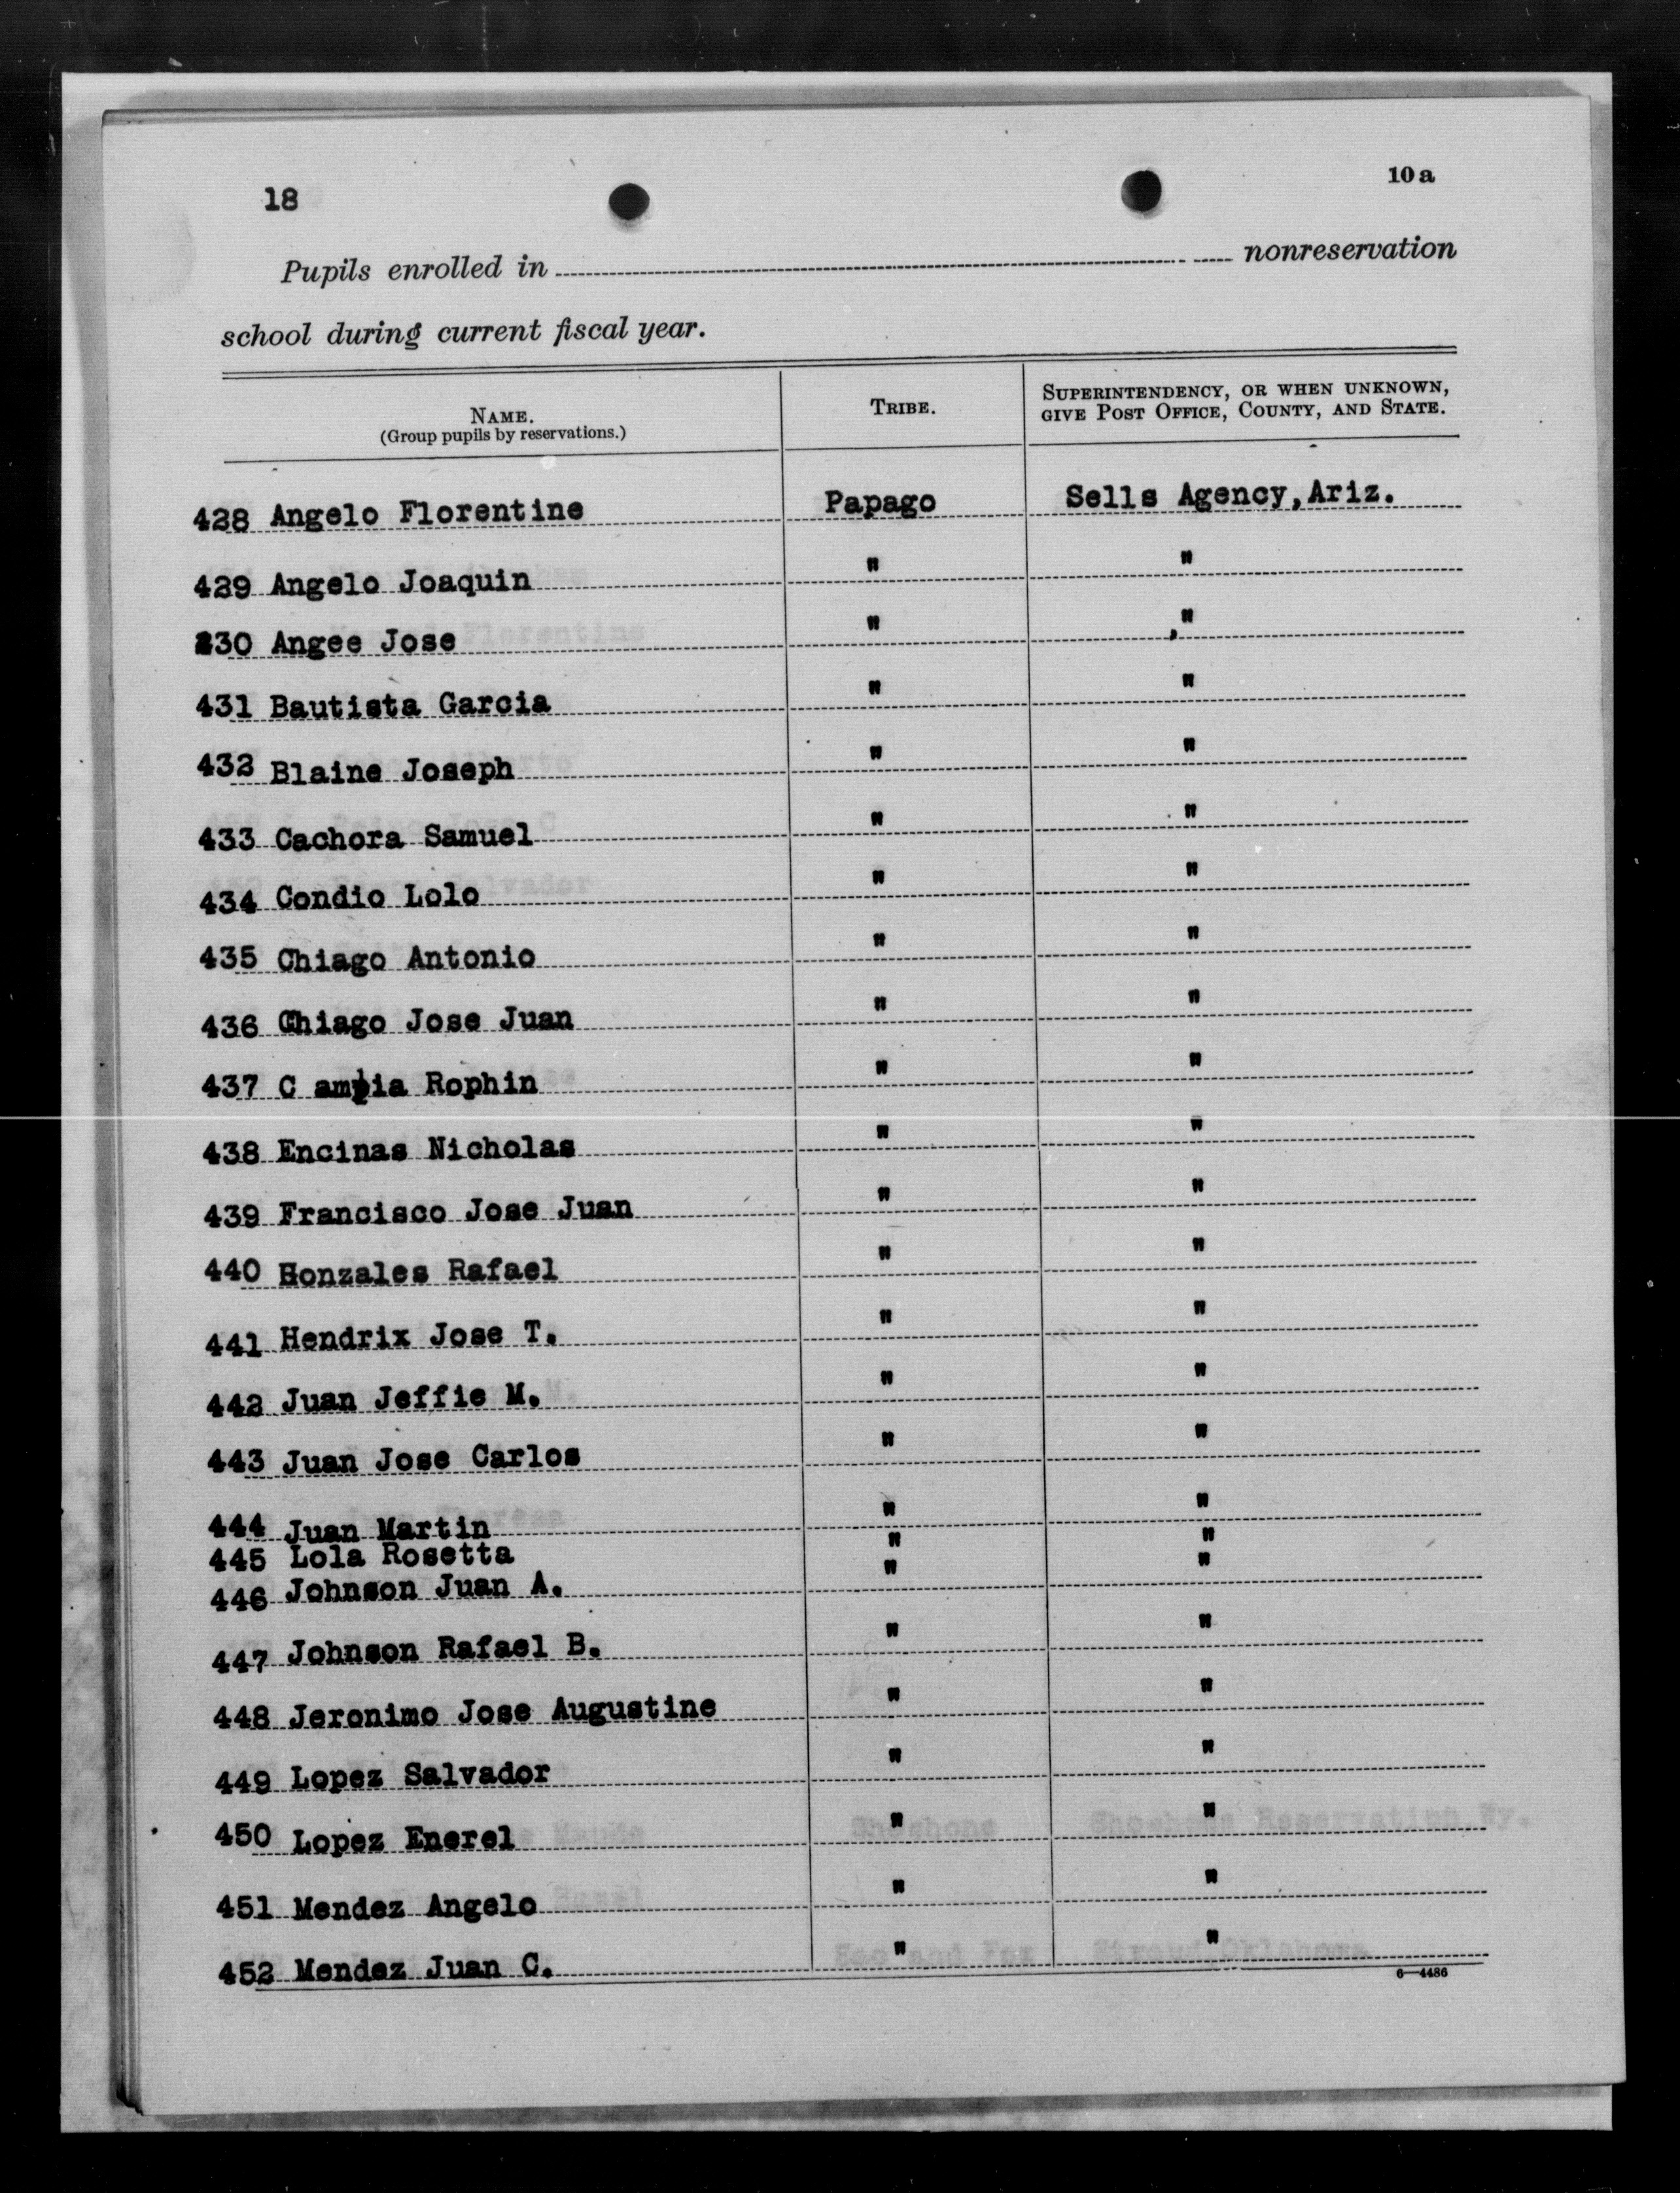 18
10a
Pupils enrolled in nonreservation
school during current fiscal year.
NAME. TRIBE. SUPERINTENDENCY, OR WHEN UNKNOWN,
(Group pupils by reservations.) GIVE POST OFFICE, COUNTY, AND STATE.
428 Angelo Florentine Papago Sells Agency, Ariz.
429 Angelo Joaquin " "
430 Angee Jose " "
431 Bautista Garcia " "
432 Blaine Joseph " "
433 Cachora Samuel " "
434 Condio Lolo " "
435 Chiago Antonio " "
436 Chiago Jose Juan " "
437 C ampia Rophin " "
438 Encinas Nicholas " "
439 Francisco Jose Juan " "
440 Honzales Rafael " "
441 Hendrix Jose T. " "
442 Juan Jeffie M. " "
443 Juan Jose Carlos " "
444 Juan Martin " "
445 Lola Rosetta " "
446 Johnson Juan A. " "
447 Johnson Rafael B. " "
448 Jeronimo Jose Augustine " "
449 Lopez Salvador " "
450 Lopez Enerel " "
451 Mendez Angelo " "
452 Mendez Juan C. " "
6—4486